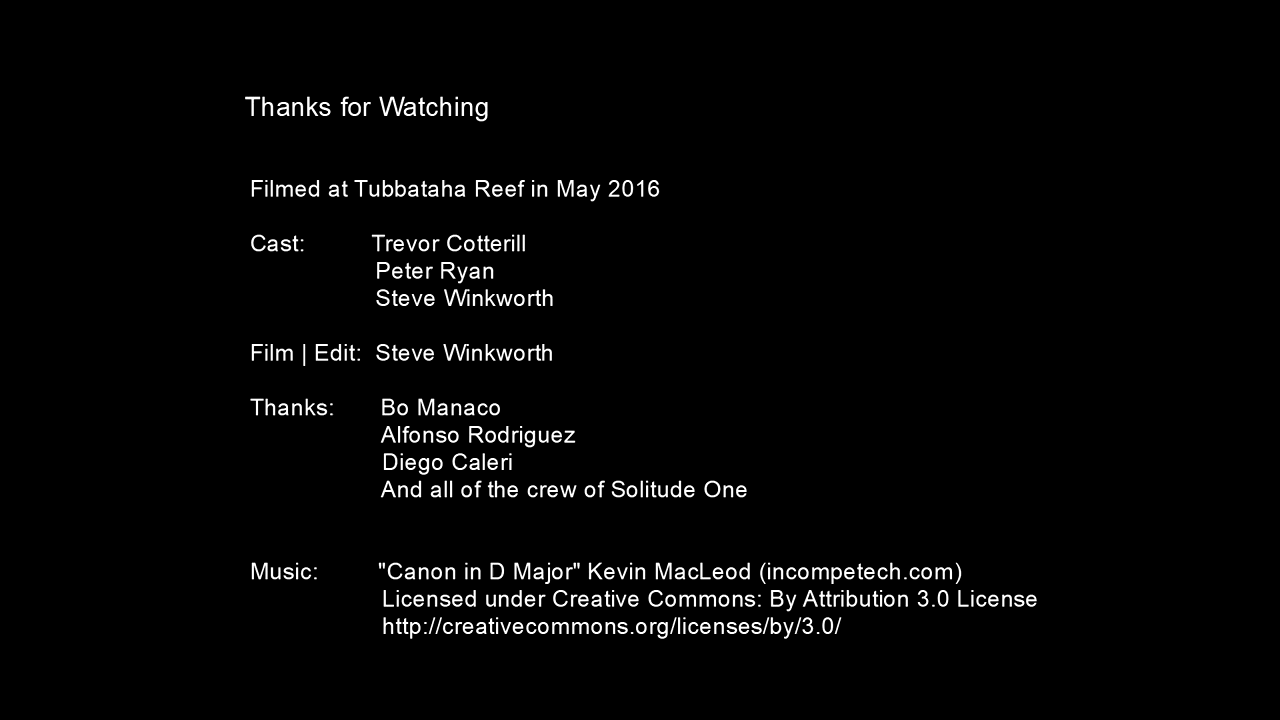 Thanks for Watching
Filmed at Tubbataha Reef in May 2016
Cast: Trevor Cotterill
Peter Ryan
Steve Winkworth
Film | Edit: Steve Winkworth
Thanks: Bo Manaco
Alfonso Rodriguez
Diego Caleri
And all of the crew of Solitude One
Music: "Canon in D Major" Kevin MacLeod (incompetech.com)
Licensed under Creative Commons: By Attribution 3.0 License
http://creativecommons.org/licenses/by/3.0/